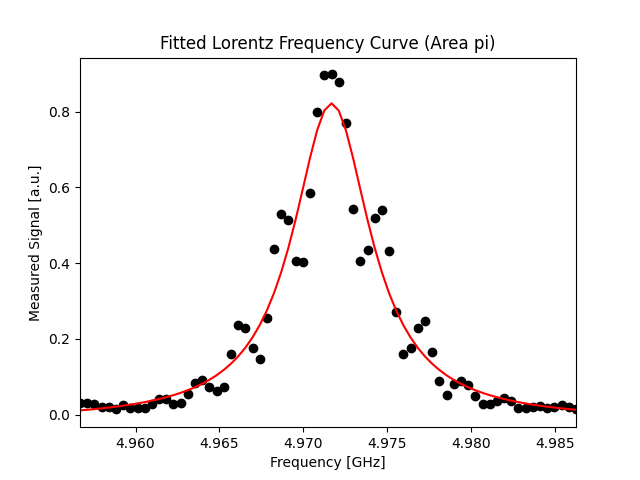 Fitted Lorentz Frequency Curve (Area pi)
Measured Signal [a.u.]
0.8
0.6
0.4
0.2
0.0
4.960 4.965 4.970 4.975 4.980 4.985
Frequency [GHz]